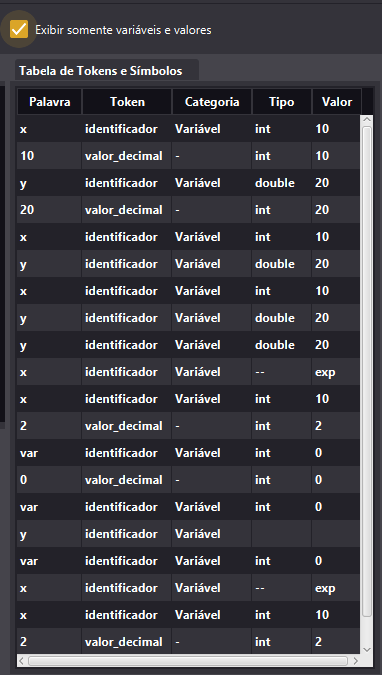 Exibir somente variáveis e valores
Tabela de Tokens e Símbolos
Palavra Token Categoria Tipo Valor
x identificador Variável int 10
10 valor_decimal - int 10
y identificador Variável double 20
20 valor_decimal - int 20
x identificador Variável int 10
y identificador Variável double 20
x identificador Variável int 10
y identificador Variável double 20
y identificador Variável double 20
x identificador Variável -- exp
x identificador Variável int 10
2 valor_decimal - int 2
var identificador Variável int 0
0 valor_decimal - int 0
var identificador Variável int 0
y identificador Variável
var identificador Variável int 0
x identificador Variável -- exp
x identificador Variável int 10
2 valor_decimal - int 2